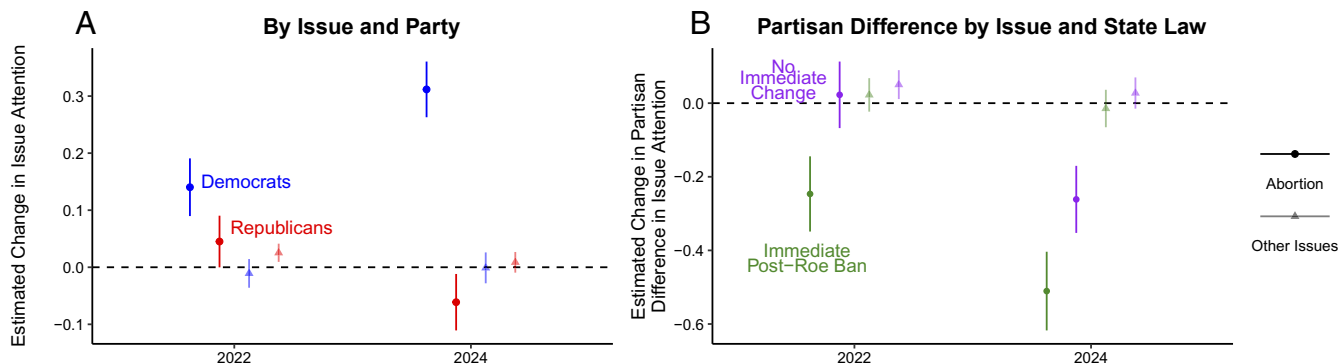 A
By Issue and Party
Estimated Change in Issue Attention
0.3
0.2
0.1
0.0
−0.1
Democrats
Republicans
2022
2024
B
Partisan Difference by Issue and State Law
Estimated Change in Partisan
Difference in Issue Attention
0.0
−0.2
−0.4
−0.6
No
Immediate
Change
Immediate
Post−Roe Ban
2022
2024
Abortion
Other Issues